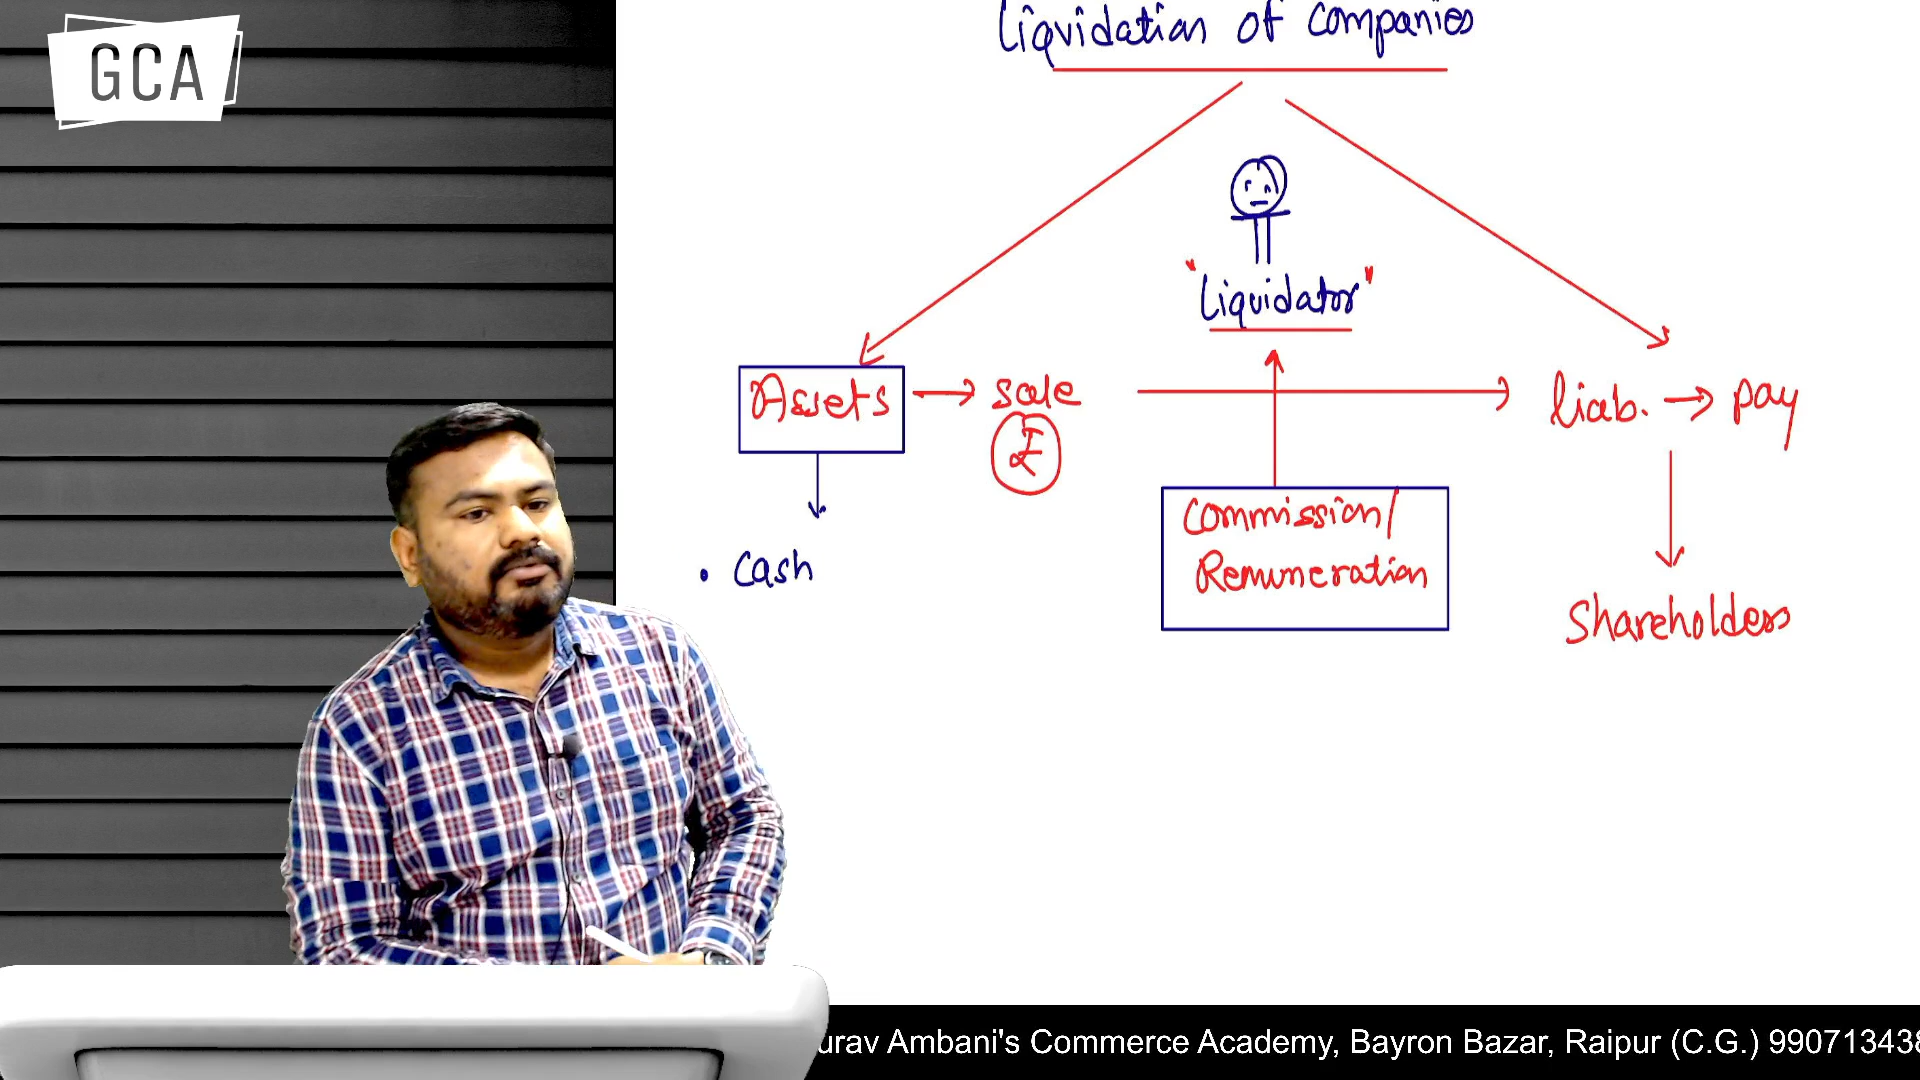 GCA
Liquidation of Companies
"Liquidator"
Assets → sale
₹
liab. → pay
Commission/
Remuneration
• Cash
Shareholders
urav Ambani's Commerce Academy, Bayron Bazar, Raipur (C.G.) 990713438